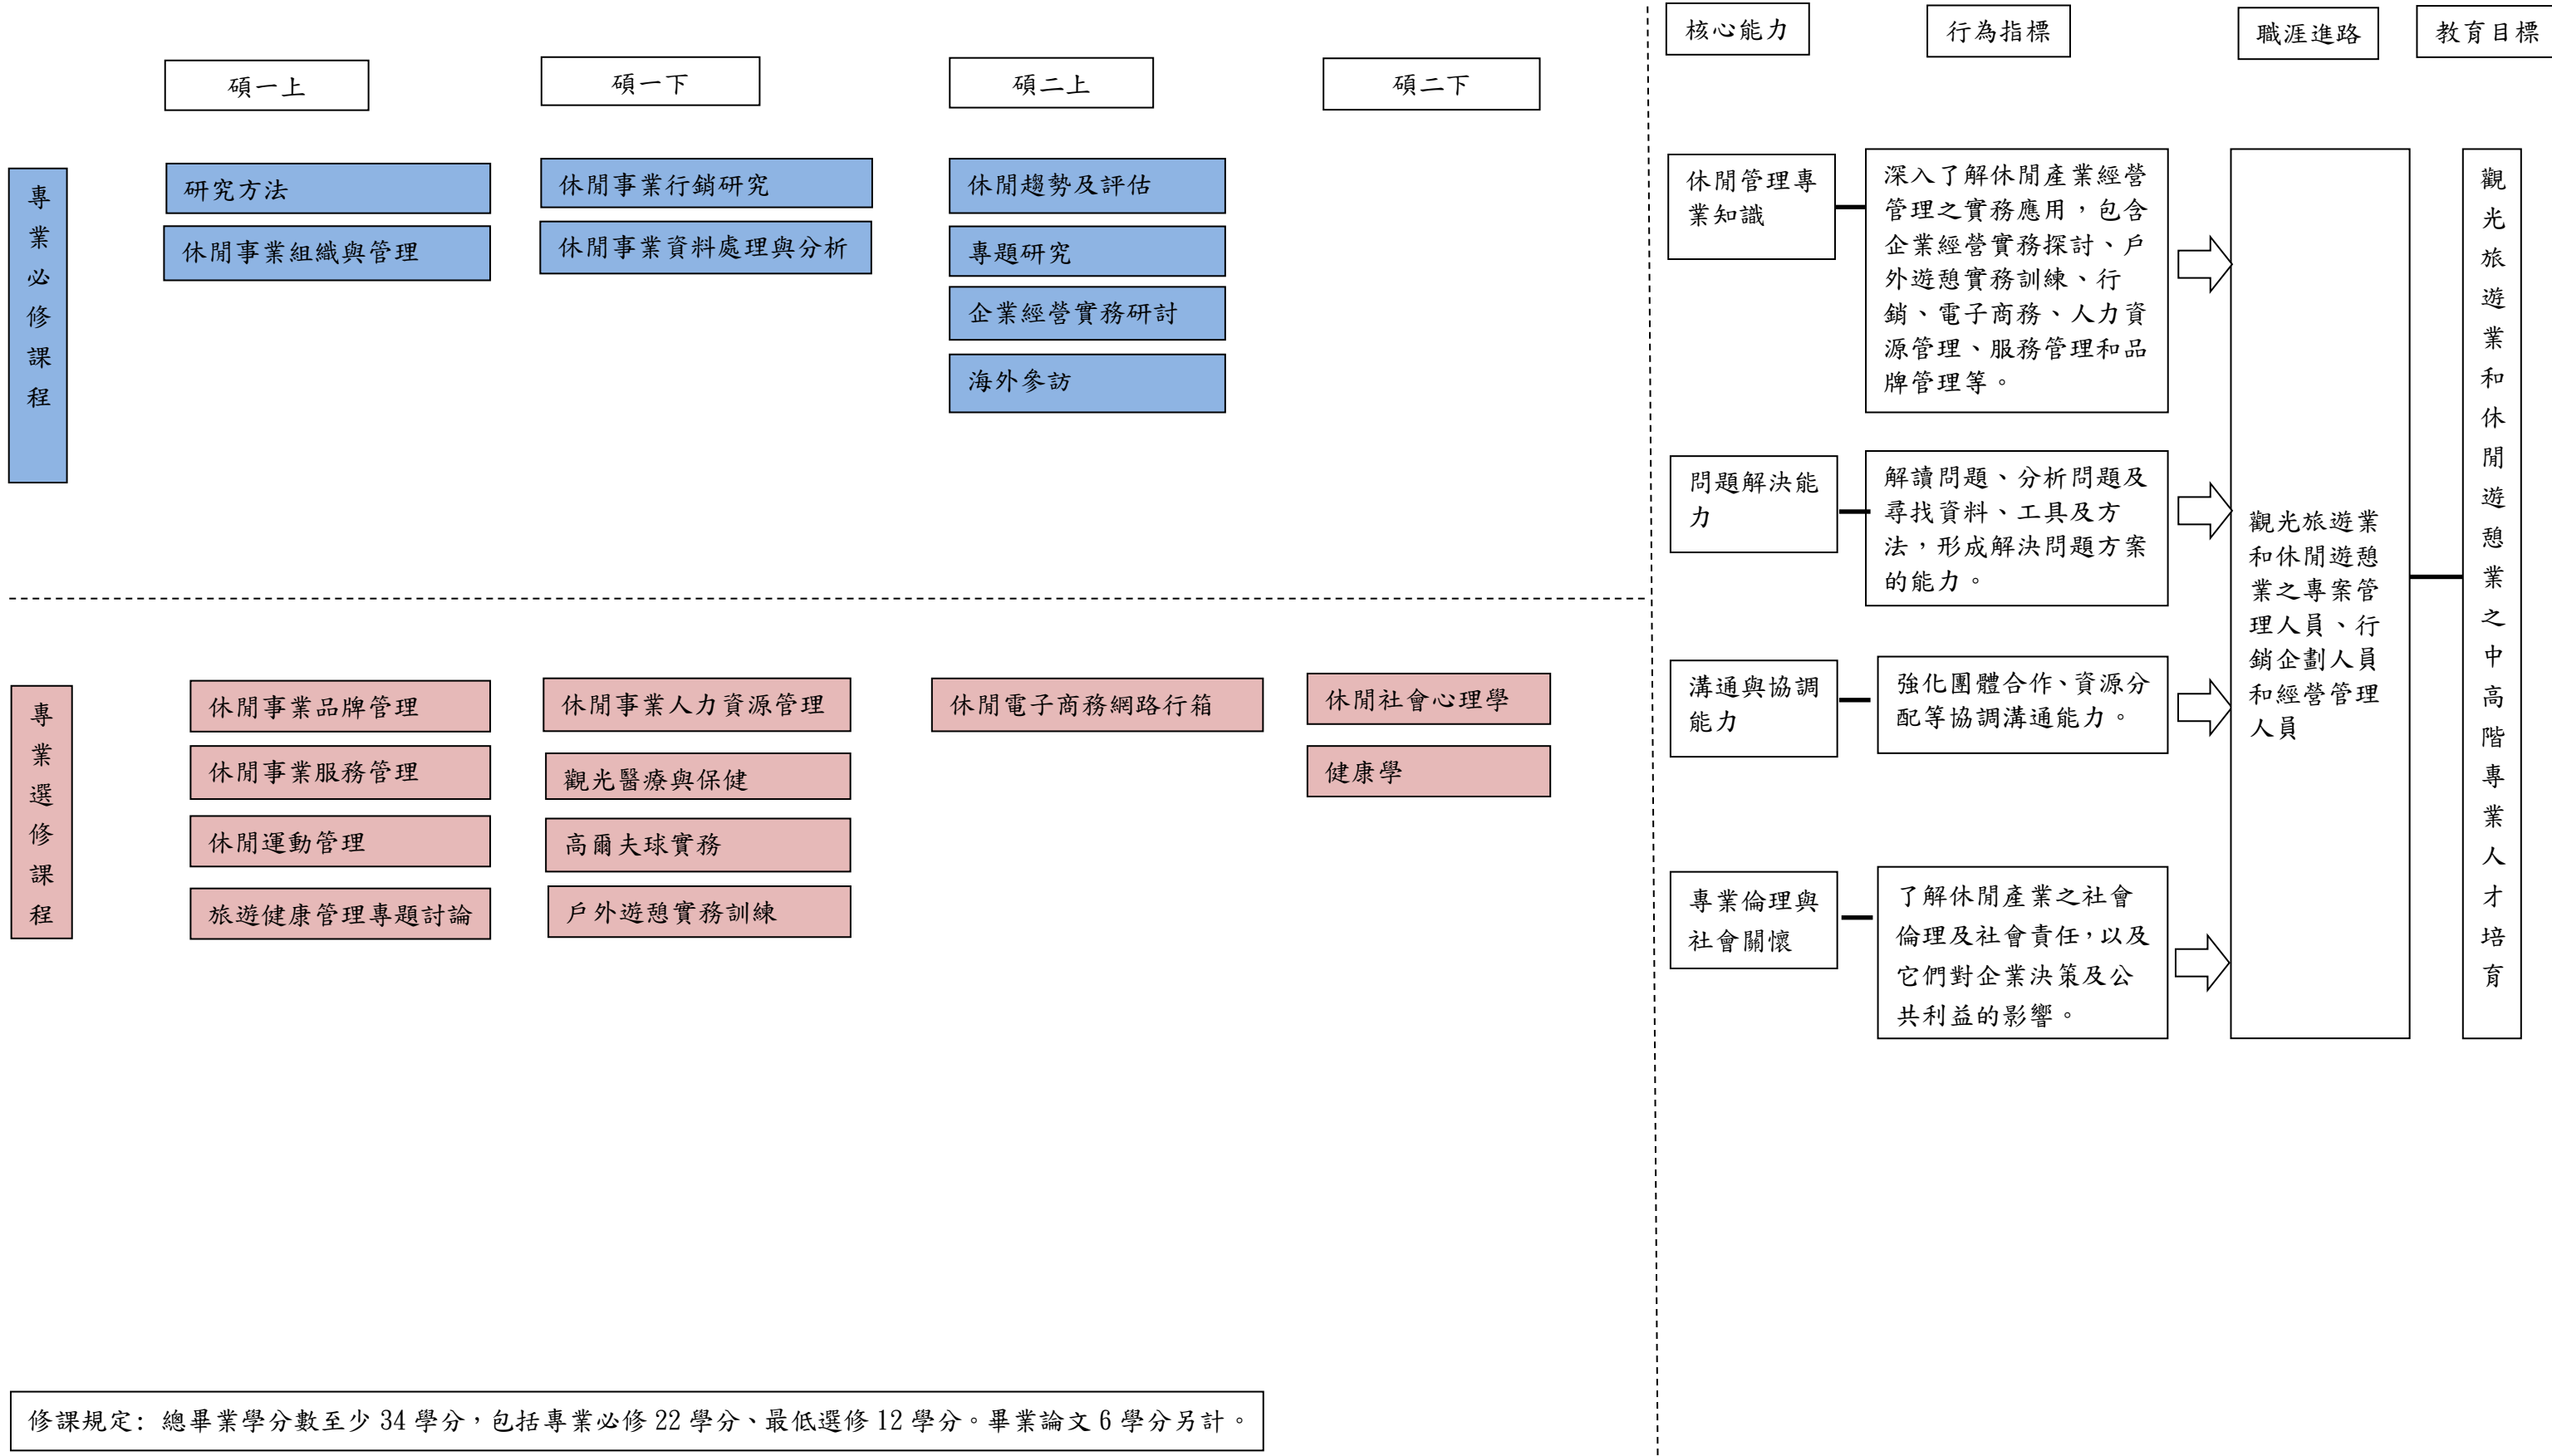 碩一上
碩一下
碩二上
碩二下
專業必修課程
研究方法
休閒事業組織與管理
休閒事業行銷研究
休閒事業資料處理與分析
休閒趨勢及評估
專題研究
企業經營實務研討
海外參訪
專業選修課程
休閒事業品牌管理
休閒事業服務管理
休閒運動管理
旅遊健康管理專題討論
休閒事業人力資源管理
觀光醫療與保健
高爾夫球實務
戶外遊憩實務訓練
休閒電子商務網路行箱
休閒社會心理學
健康學
修課規定: 總畢業學分數至少 34 學分，包括專業必修 22 學分、最低選修 12 學分。畢業論文 6 學分另計。
核心能力
行為指標
職涯進路
教育目標
休閒管理專
業知識
深入了解休閒產業經營
管理之實務應用，包含
企業經營實務探討、戶
外遊憩實務訓練、行
銷、電子商務、人力資
源管理、服務管理和品
牌管理等。
問題解決能
力
解讀問題、分析問題及
尋找資料、工具及方
法，形成解決問題方案
的能力。
溝通與協調
能力
強化團體合作、資源分
配等協調溝通能力。
專業倫理與
社會關懷
了解休閒產業之社會
倫理及社會責任，以及
它們對企業決策及公
共利益的影響。
觀光旅遊業
和休閒遊憩
業之專案管
理人員、行
銷企劃人員
和經營管理
人員
觀光旅遊業和休閒遊憩業之中高階專業人才培育